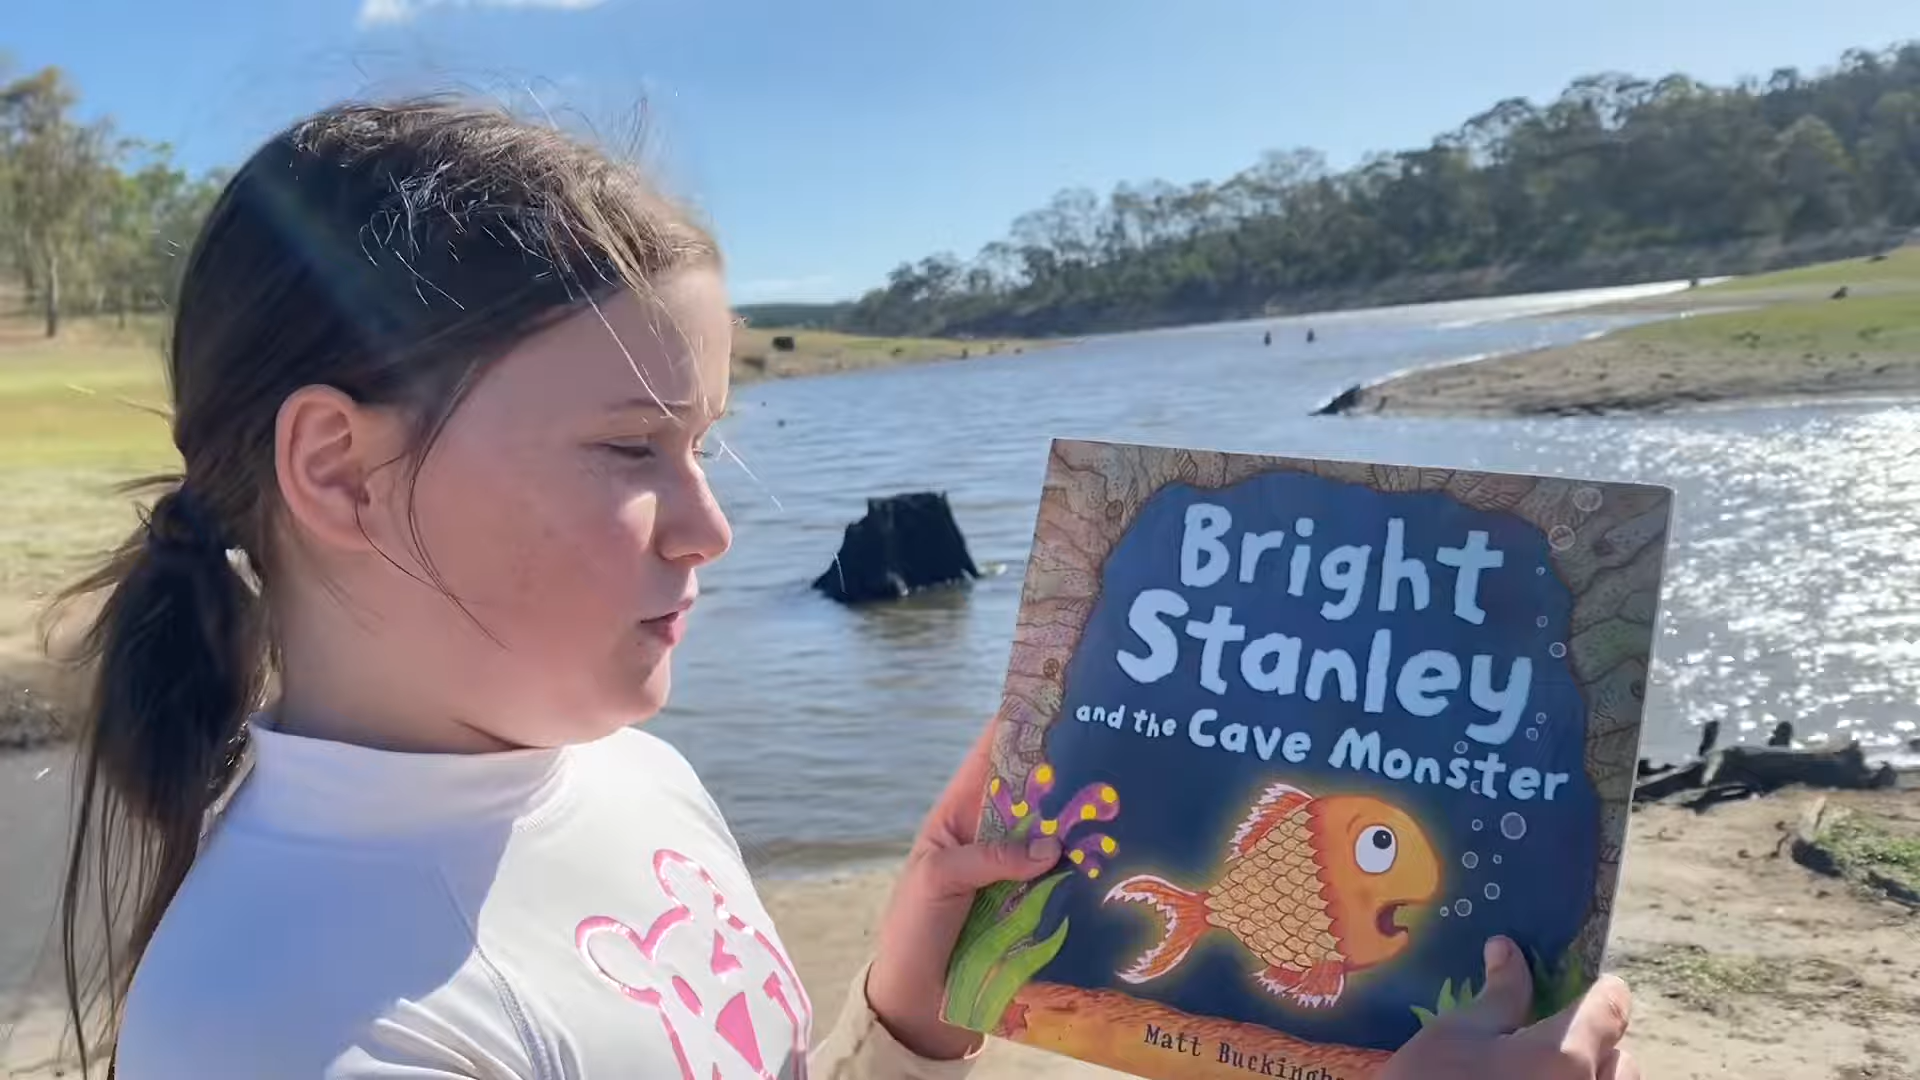 Bright
Stanley
and the Cave Monster
Matt